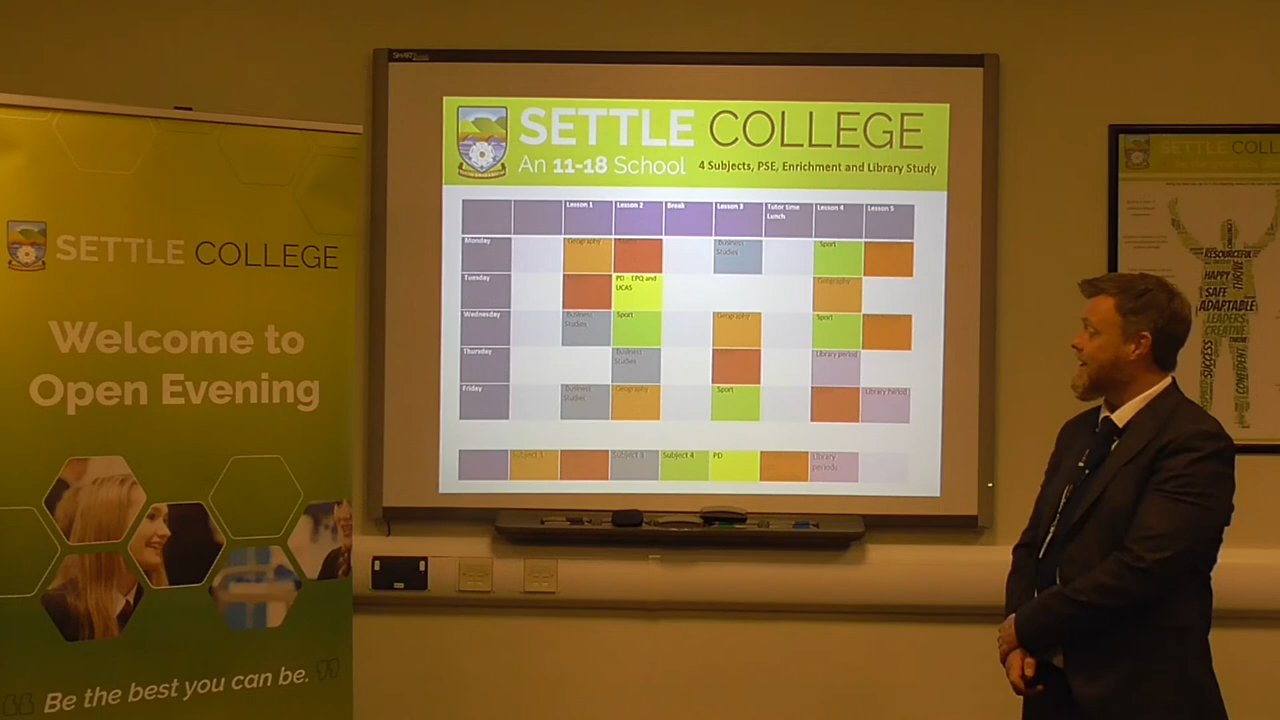 SMART
SETTLE COLLEGE
An 11-18 School
4 Subjects, PSE, Enrichment and Library Study
Lesson 1
Lesson 2
Break
Lesson 3
Tutor time
Lunch
Lesson 4
Lesson 5
Monday
Geography
Business
Studies
Sport
Tuesday
PD - EPQ and
UCAS
Geography
Wednesday
Business
Studies
Sport
Geography
Sport
Thursday
Business
Studies
Library period
Friday
Business
Studies
Geography
Sport
Library Period
Subject 1
Subject 3
Subject 4
PD
Library
periods
SETTLE COLLEGE
Welcome to
Open Evening
Be the best you can be.
SETTLE COLL
RESOURCEFUL
HAPPY
THRIVE
SAFE
ADAPTABLE
LEADERS
CREATIVE
SUCCESS
CONFIDENT